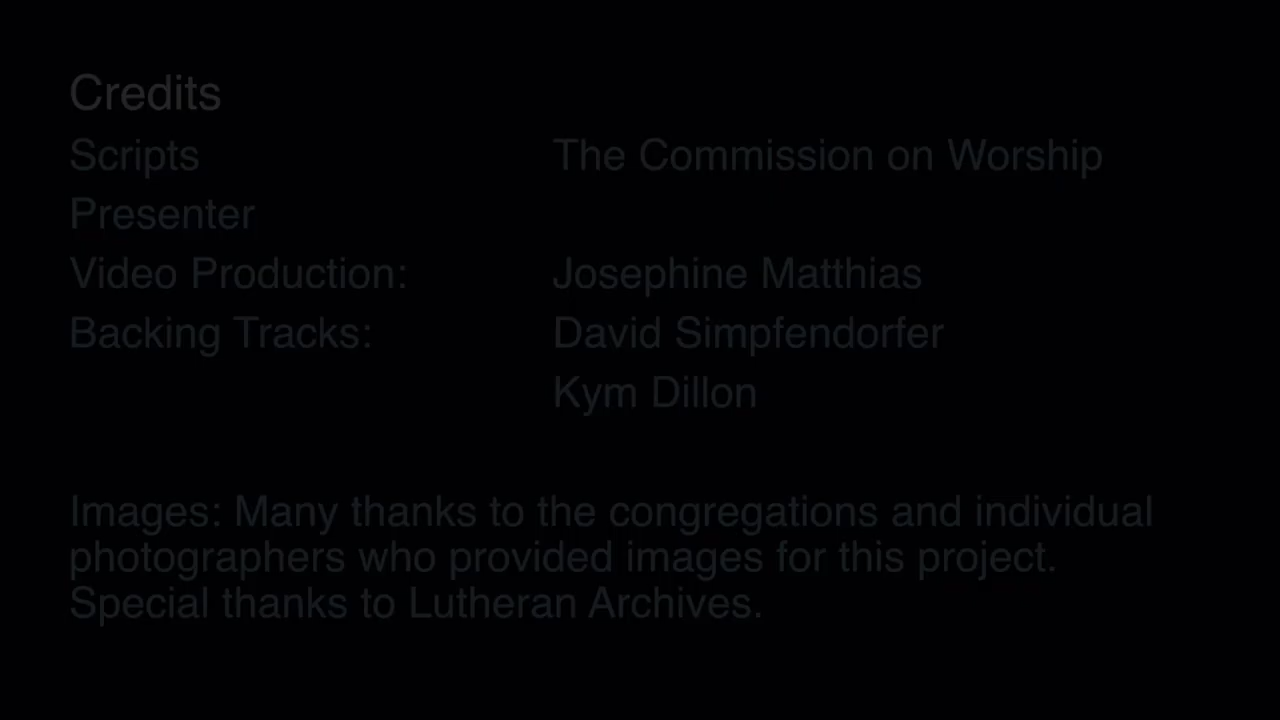 Credits
Scripts The Commission on Worship
Presenter
Video Production: Josephine Matthias
Backing Tracks: David Simpfendorfer
Kym Dillon
Images: Many thanks to the congregations and individual
photographers who provided images for this project.
Special thanks to Lutheran Archives.